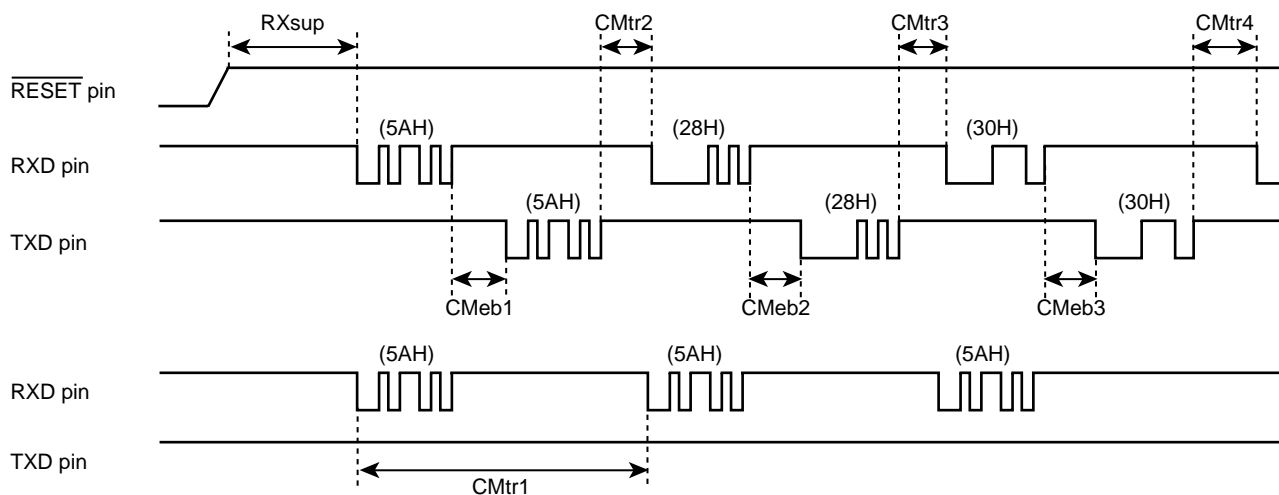 RXsup
CMtr2
CMtr3
CMtr4
RESET pin
(5AH)
(28H)
(30H)
RXD pin
(5AH)
(28H)
(30H)
TXD pin
CMeb1
CMeb2
CMeb3
(5AH)
(5AH)
(5AH)
RXD pin
TXD pin
CMtr1